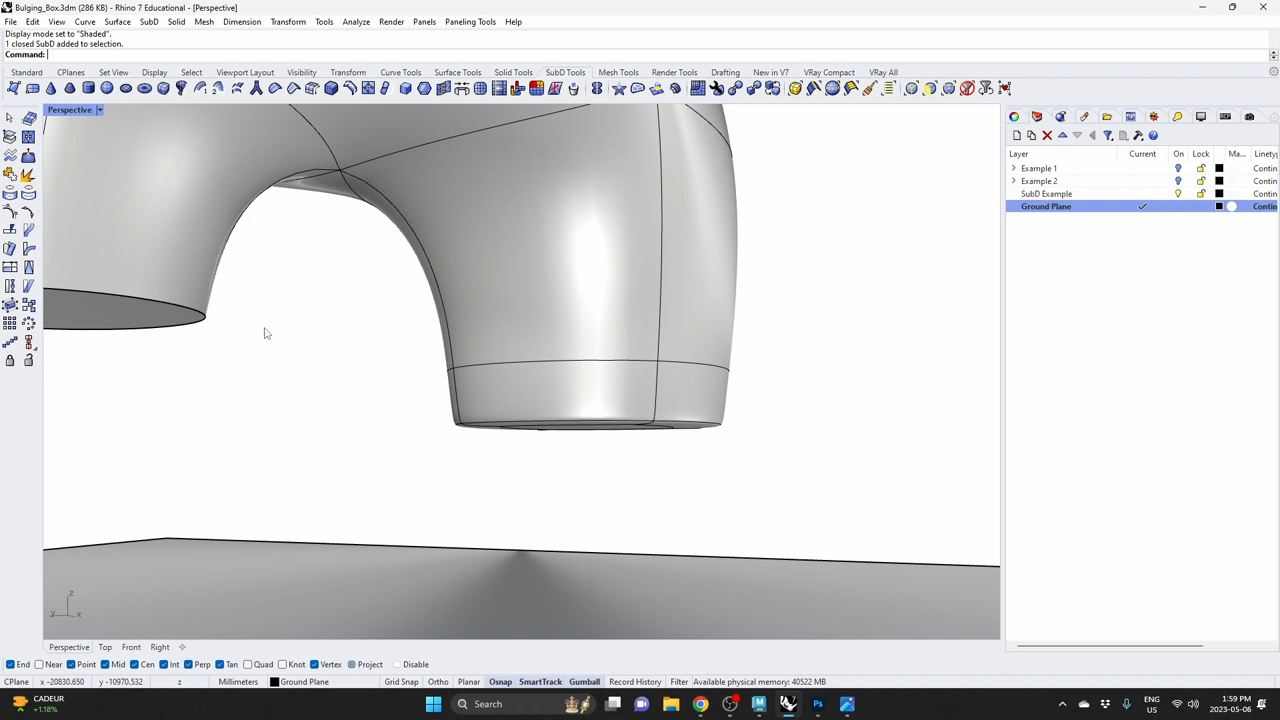 Bulging_Box.3dm (286 KB) - Rhino 7 Educational - [Perspective]
File Edit View Curve Surface SubD Solid Mesh Dimension Transform Tools Analyze Render Panels Paneling Tools Help
Display mode set to "Shaded".
1 closed SubD added to selection.
Command:
Standard CPlanes Set View Display Select Viewport Layout Visibility Transform Curve Tools Surface Tools Solid Tools SubD Tools Mesh Tools Render Tools Drafting New in V7 VRay Compact VRay All
Perspective
Layer Current On Lock Ma... Linety
Example 1 Contin
Example 2 Contin
SubD Example Contin
Ground Plane Contin
z
y x
Perspective Top Front Right
End Near Point Mid Cen Int Perp Tan Quad Knot Vertex Project Disable
CPlane x -20830.650 y -10970.532 z Millimeters Ground Plane Grid Snap Ortho Planar Osnap SmartTrack Gumball Record History Filter Available physical memory: 40522 MB
CADEUR
+1.18%
Search
ENG
US
1:59 PM
2023-05-06